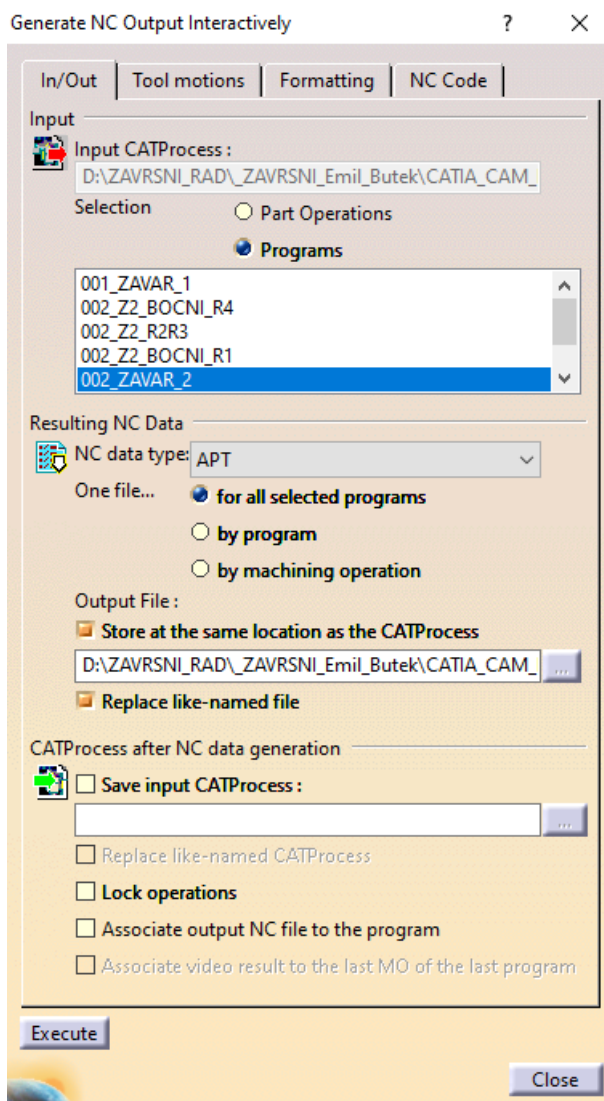 Generate NC Output Interactively ? ×
In/Out Tool motions Formatting NC Code
Input
Input CATProcess :
D:\ZAVRSNI_RAD\_ZAVRSNI_Emil_Butek\CATIA_CAM_
Selection Part Operations
Programs
001_ZAVAR_1
002_Z2_BOCNI_R4
002_Z2_R2R3
002_Z2_BOCNI_R1
002_ZAVAR_2
Resulting NC Data
NC data type: APT
One file... for all selected programs
by program
by machining operation
Output File :
Store at the same location as the CATProcess
D:\ZAVRSNI_RAD\_ZAVRSNI_Emil_Butek\CATIA_CAM_ ...
Replace like-named file
CATProcess after NC data generation
Save input CATProcess :
...
Replace like-named CATProcess
Lock operations
Associate output NC file to the program
Associate video result to the last MO of the last program
Execute
Close